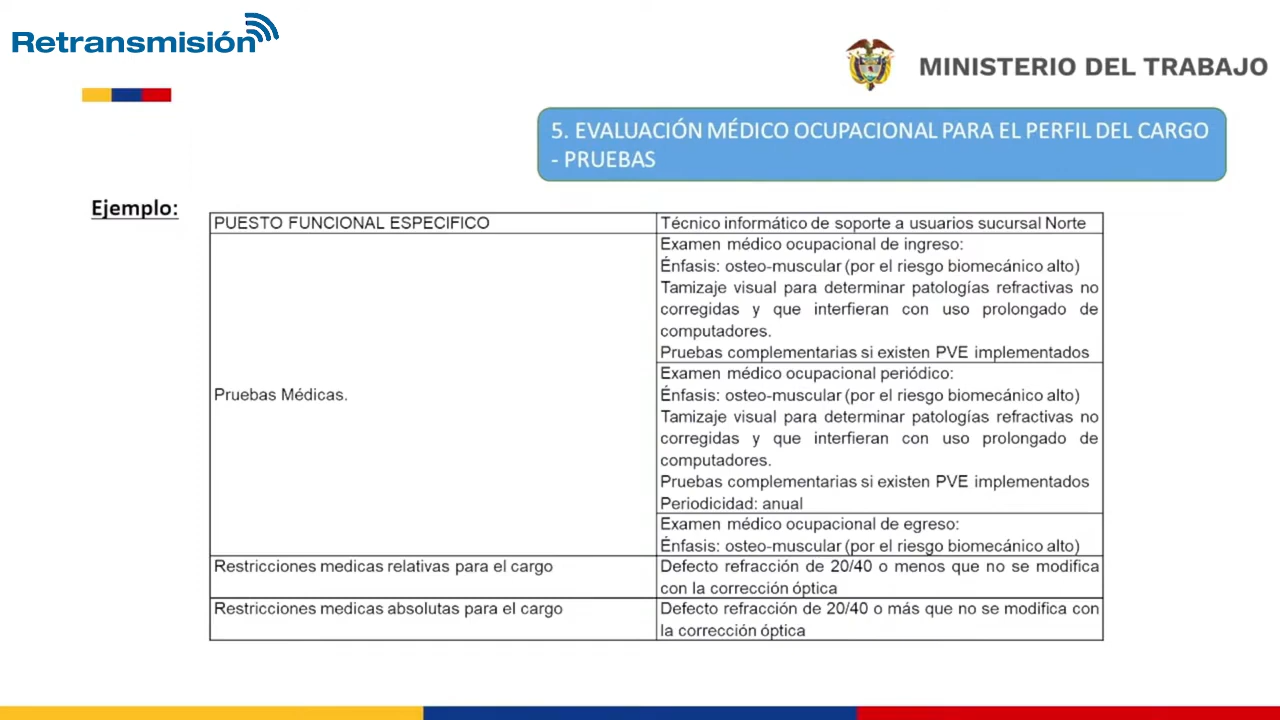 Retransmisión
MINISTERIO DEL TRABAJO
5. EVALUACIÓN MÉDICO OCUPACIONAL PARA EL PERFIL DEL CARGO
- PRUEBAS
Ejemplo:
PUESTO FUNCIONAL ESPECIFICO
Técnico informático de soporte a usuarios sucursal Norte
Pruebas Médicas.
Examen médico ocupacional de ingreso:
Énfasis: osteo-muscular (por el riesgo biomecánico alto)
Tamizaje visual para determinar patologías refractivas no
corregidas y que interfieran con uso prolongado de
computadores.
Pruebas complementarias si existen PVE implementados
Examen médico ocupacional periódico:
Énfasis: osteo-muscular (por el riesgo biomecánico alto)
Tamizaje visual para determinar patologías refractivas no
corregidas y que interfieran con uso prolongado de
computadores.
Pruebas complementarias si existen PVE implementados
Periodicidad: anual
Examen médico ocupacional de egreso:
Énfasis: osteo-muscular (por el riesgo biomecánico alto)
Restricciones medicas relativas para el cargo
Defecto refracción de 20/40 o menos que no se modifica
con la corrección óptica
Restricciones medicas absolutas para el cargo
Defecto refracción de 20/40 o más que no se modifica con
la corrección óptica